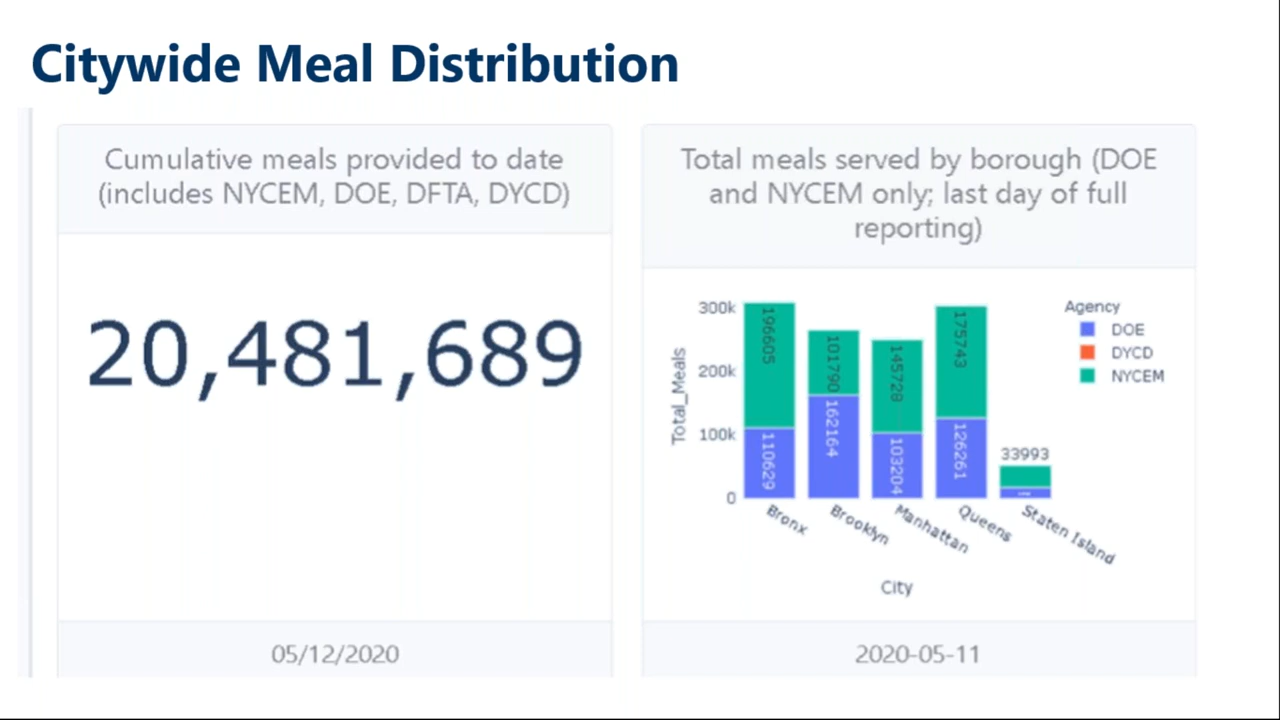 Citywide Meal Distribution
Cumulative meals provided to date
(includes NYCEM, DOE, DFTA, DYCD)
20,481,689
05/12/2020
Total meals served by borough (DOE
and NYCEM only; last day of full
reporting)
Total_Meals
300k
200k
100k
0
196605
110629
101790
162164
145728
103204
175743
126261
33993
Bronx
Brooklyn
Manhattan
Queens
Staten Island
City
Agency
DOE
DYCD
NYCEM
2020-05-11